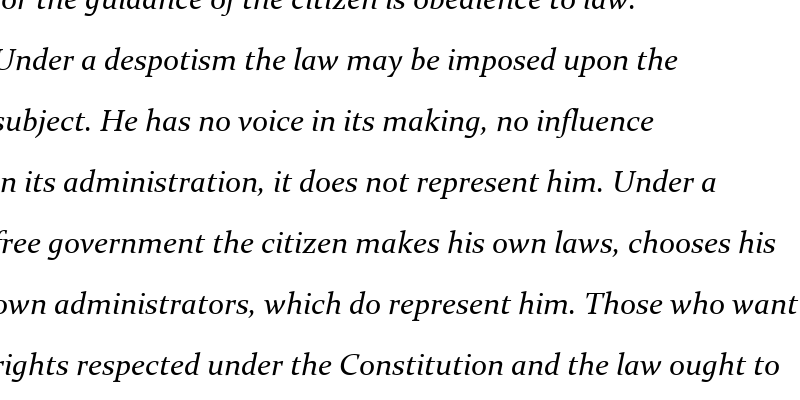 for the guidance of the citizen is obedience to law.
Under a despotism the law may be imposed upon the
subject. He has no voice in its making, no influence
in its administration, it does not represent him. Under a
free government the citizen makes his own laws, chooses his
own administrators, which do represent him. Those who want
rights respected under the Constitution and the law ought to